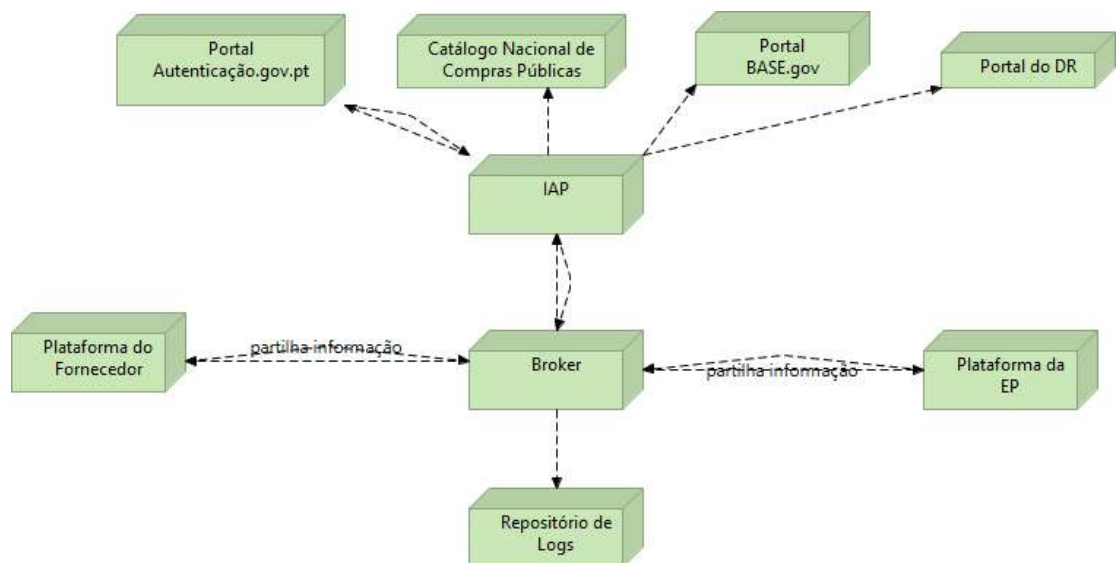 Portal
Autenticação.gov.pt
Catálogo Nacional de
Compras Públicas
Portal
BASE.gov
Portal do DR
IAP
Plataforma do
Fornecedor
partilha informação
Broker
partilha informação
Plataforma da
EP
Repositório de
Logs